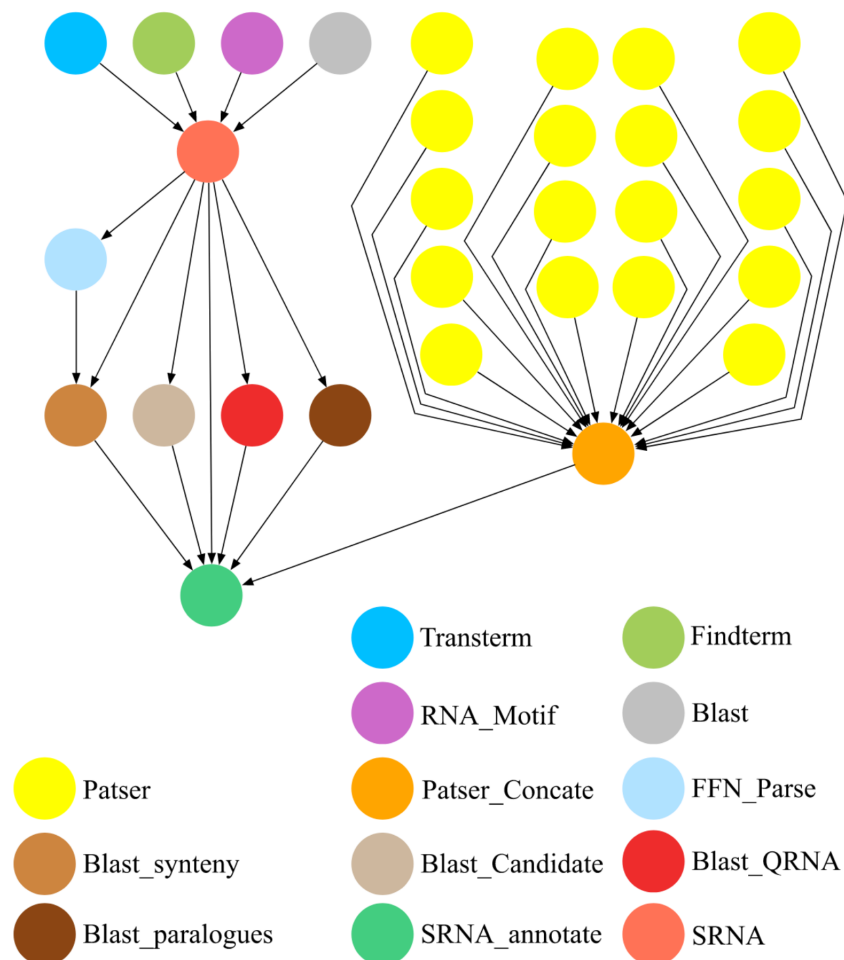 Transterm
Findterm
RNA_Motif
Blast
Patser
Patser_Concate
FFN_Parse
Blast_synteny
Blast_Candidate
Blast_QRNA
Blast_paralogues
SRNA_annotate
SRNA